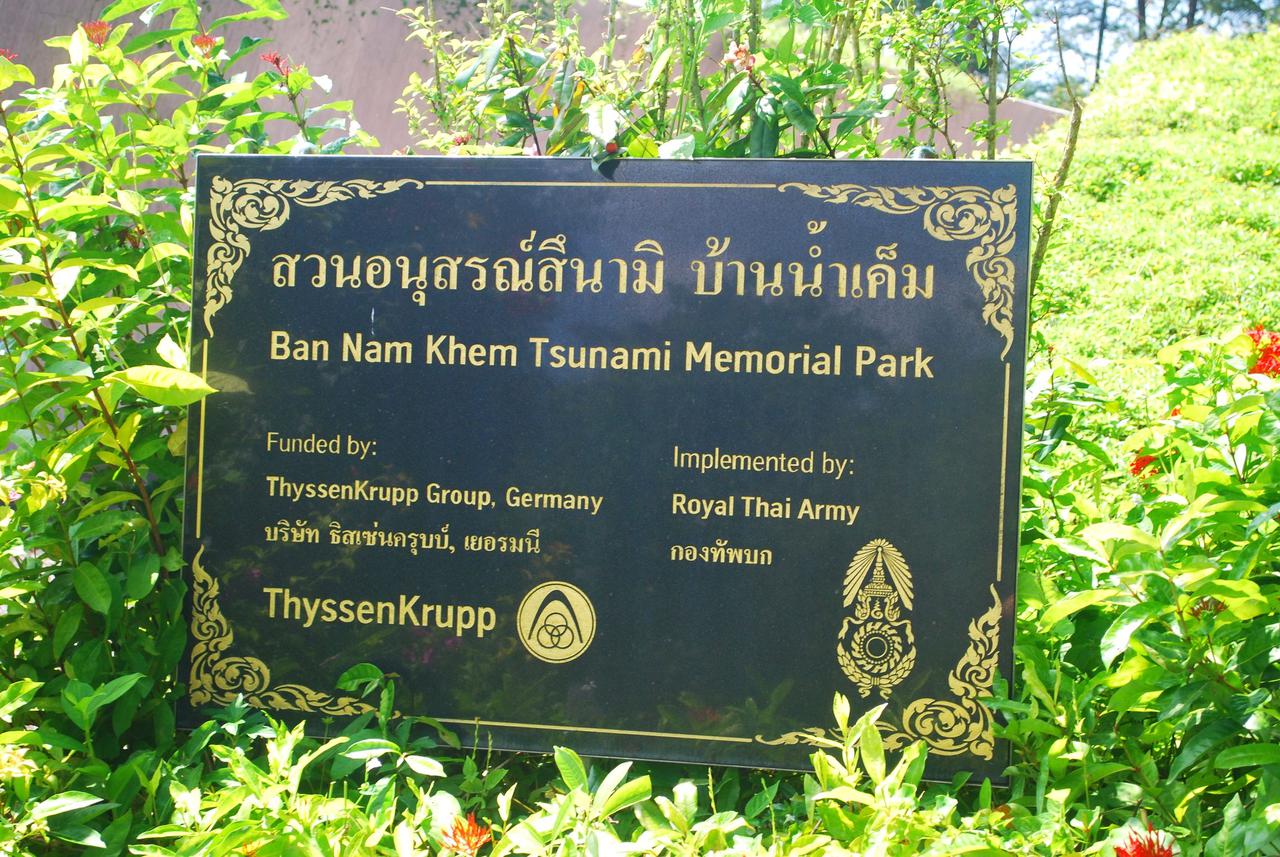 สวนอนุสรณ์สึนามิ บ้านน้ำเค็ม
Ban Nam Khem Tsunami Memorial Park
Funded by:
ThyssenKrupp Group, Germany
บริษัท ธิสเซ่นครุบบ์, เยอรมนี
ThyssenKrupp
Implemented by:
Royal Thai Army
กองทัพบก